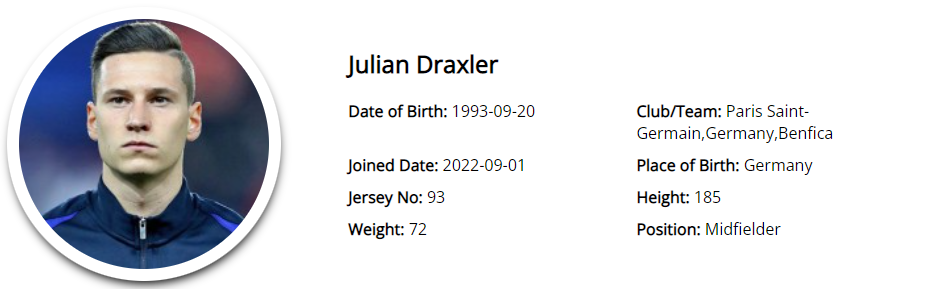 Julian Draxler
Date of Birth: 1993-09-20
Club/Team: Paris Saint-
Germain,Germany,Benfica
Joined Date: 2022-09-01
Place of Birth: Germany
Jersey No: 93
Height: 185
Weight: 72
Position: Midfielder